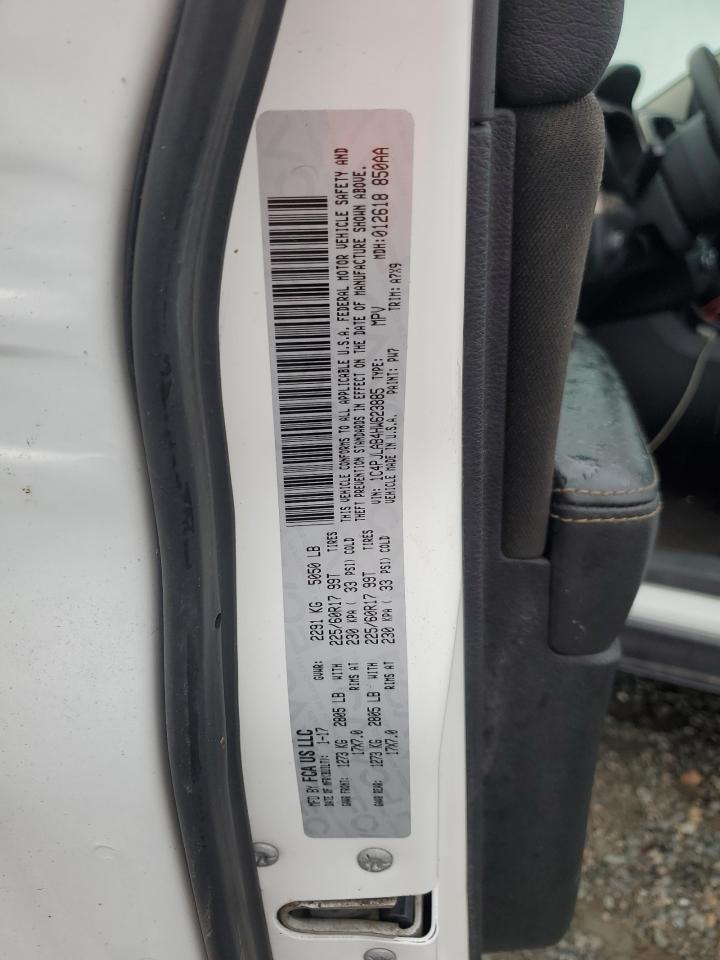 MFD BY: FCA US LLC
DATE OF MFR: 1-17 GVWR: 2291 KG 5050 LB
GAWR FRONT: 1273 KG 2805 LB WITH 225/60R17 99T TIRES
17X7.0 RIMS AT 230 KPA ( 33 PSI) COLD
GAWR REAR: 1273 KG 2805 LB WITH 225/60R17 99T TIRES
17X7.0 RIMS AT 230 KPA ( 33 PSI) COLD
THIS VEHICLE CONFORMS TO ALL APPLICABLE U.S.A. FEDERAL MOTOR VEHICLE SAFETY AND
THEFT PREVENTION STANDARDS IN EFFECT ON THE DATE OF MANUFACTURE SHOWN ABOVE.
VIN: 1C4PJLAB4HW623885 TYPE: MPV MDH: 012618 850AA
VEHICLE MADE IN U.S.A. PAINT: PW7 TRIM: A7X9